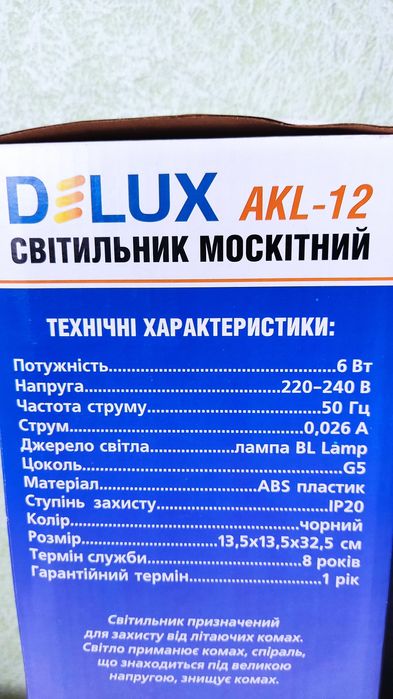 DELUX AKL-12
СВІТИЛЬНИК МОСКІТНИЙ
ТЕХНІЧНІ ХАРАКТЕРИСТИКИ:
Потужність..........6 Вт
Напруга..........220–240 В
Частота струму..........50 Гц
Струм..........0,026 А
Джерело світла..........лампа BL Lamp
Цоколь..........G5
Матеріал..........ABS пластик
Ступінь захисту..........IP20
Колір..........чорний
Розмір..........13,5х13,5х32,5 см
Термін служби..........8 років
Гарантійний термін..........1 рік
Світильник призначений
для захисту від літаючих комах.
Світло приманює комах, спіраль,
що знаходиться під великою
напругою, знищує комах.